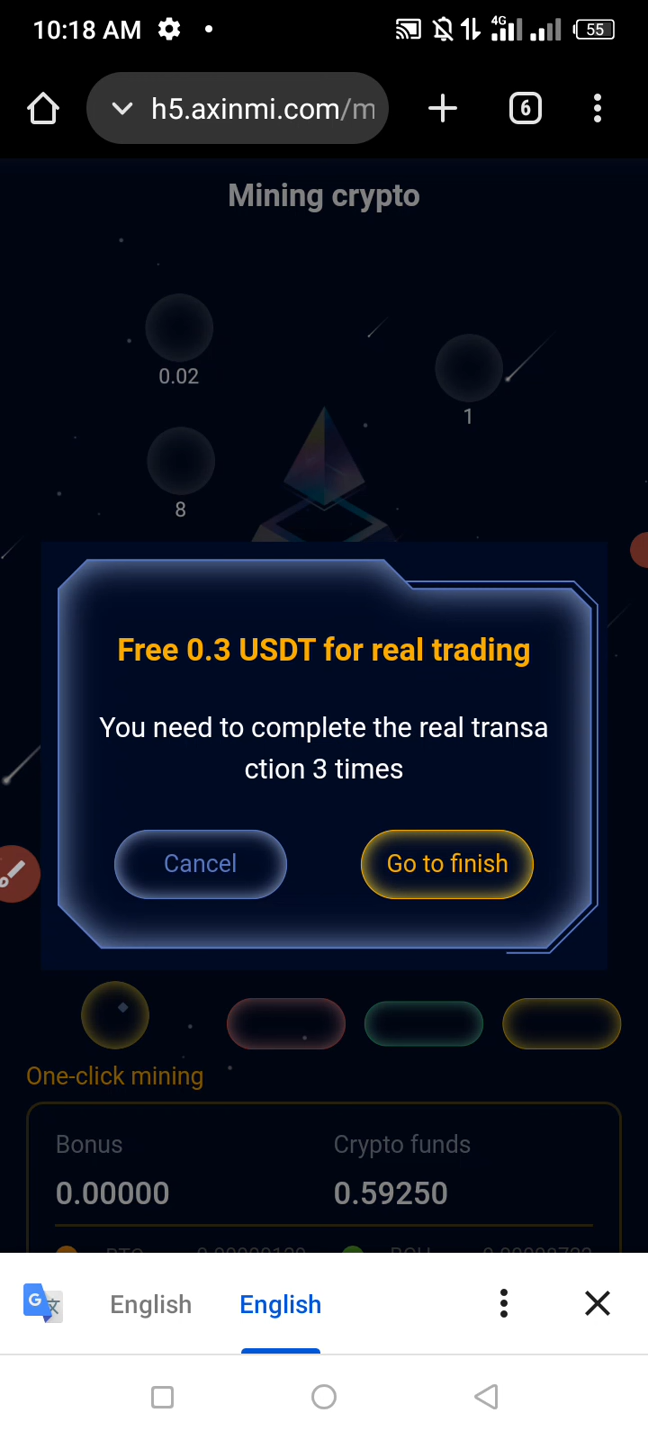 10:18 AM
4G
55
h5.axinmi.com/m
6
Mining crypto
0.02
1
8
Free 0.3 USDT for real trading
You need to complete the real transa
ction 3 times
Cancel
Go to finish
One-click mining
Bonus
Crypto funds
0.00000
0.59250
English
English